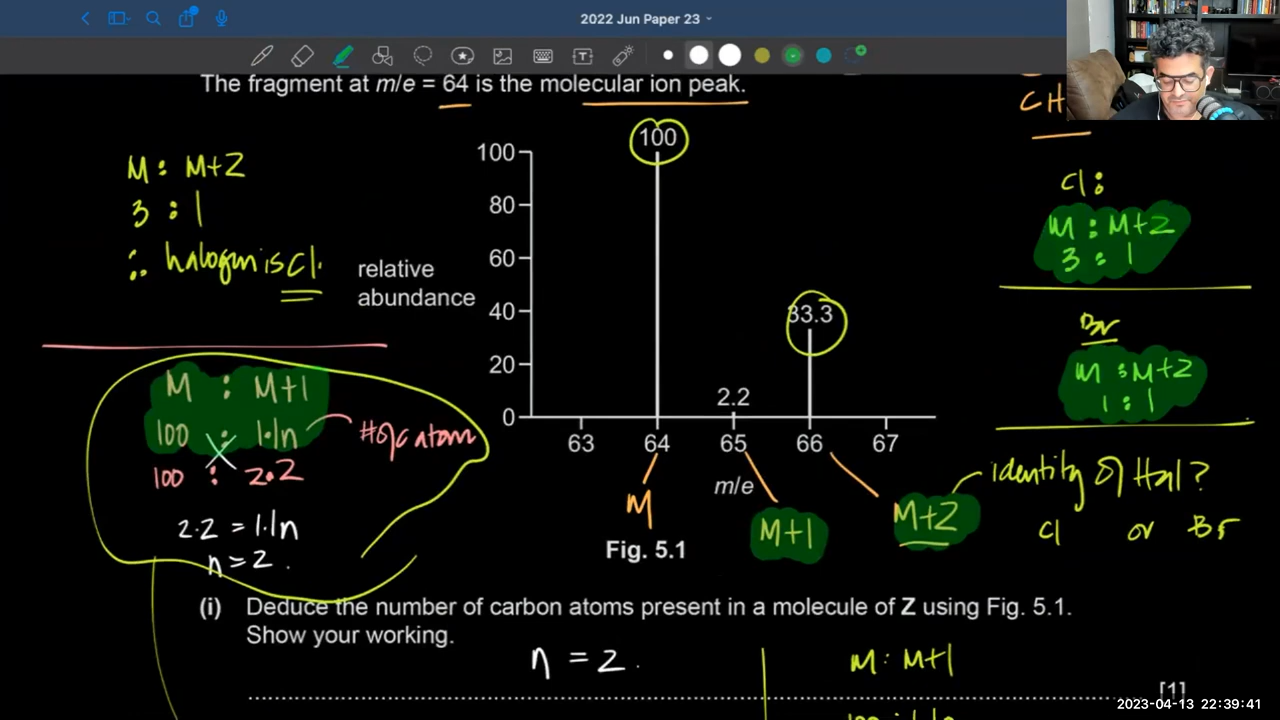 2022 Jun Paper 23
The fragment at m/e = 64 is the molecular ion peak.
CH
M : M+2
3 : 1
∴ halogen is Cl.
relative
abundance
100
80
60
40
20
0
100
2.2
33.3
63 64 65 66 67
m/e
M
M+1
M+2
Fig. 5.1
Cl:
M : M+2
3 : 1
Br
M : M+2
1 : 1
identity of Hal?
Cl or Br
M : M+1
100 : 1.1n
# of c atom
100 : 2.2
2.2 = 1.1n
n = 2.
(i) Deduce the number of carbon atoms present in a molecule of Z using Fig. 5.1.
Show your working.
n = 2.
M : M+1
[1]
2023-04-13 22:39:41